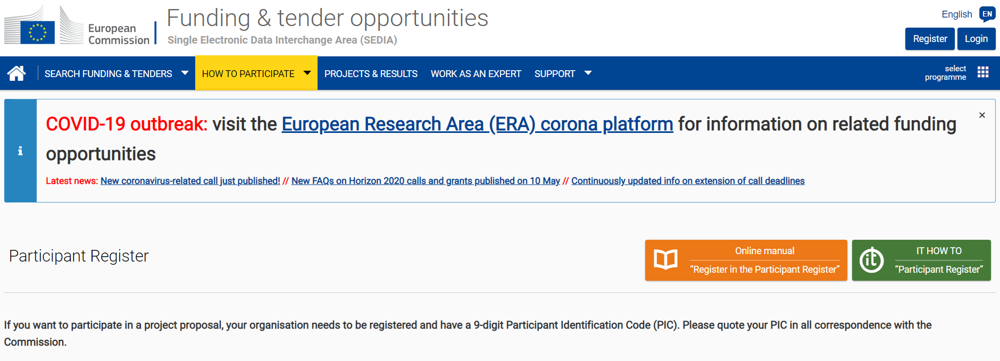 European
Commission
Funding & tender opportunities
Single Electronic Data Interchange Area (SEDIA)
English EN
Register Login
SEARCH FUNDING & TENDERS HOW TO PARTICIPATE PROJECTS & RESULTS WORK AS AN EXPERT SUPPORT
select
programme
COVID-19 outbreak: visit the European Research Area (ERA) corona platform for information on related funding
opportunities
Latest news: New coronavirus-related call just published! // New FAQs on Horizon 2020 calls and grants published on 10 May // Continuously updated info on extension of call deadlines
Participant Register
Online manual
“Register in the Participant Register”
it
IT HOW TO
“Participant Register”
If you want to participate in a project proposal, your organisation needs to be registered and have a 9-digit Participant Identification Code (PIC). Please quote your PIC in all correspondence with the
Commission.